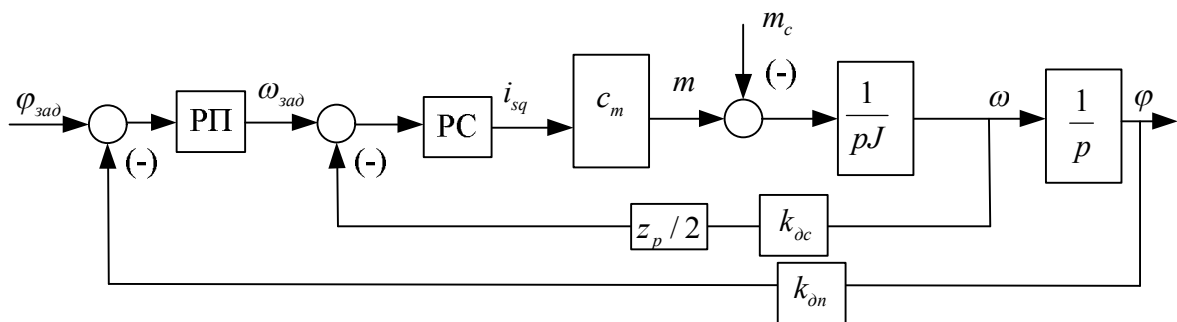 m_c
(-)
φ_зад
РП
ω_зад
РС
i_sq
c_m
m
1/pJ
ω
1/p
φ
(-)
(-)
z_p / 2
k_дс
k_дп